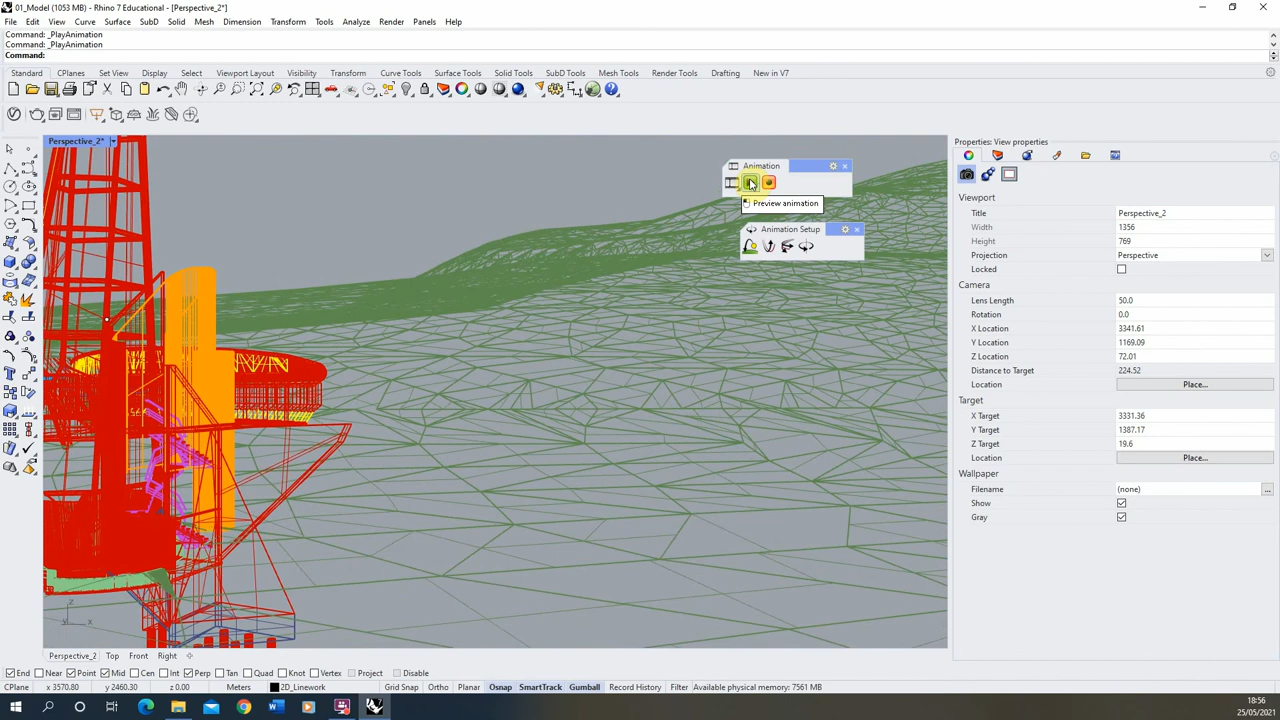 01_Model (1053 MB) - Rhino 7 Educational - [Perspective_2*]
File Edit View Curve Surface SubD Solid Mesh Dimension Transform Tools Analyze Render Panels Help
Command: _PlayAnimation
Command: _PlayAnimation
Command:
Standard CPlanes Set View Display Select Viewport Layout Visibility Transform Curve Tools Surface Tools Solid Tools SubD Tools Mesh Tools Render Tools Drafting New in V7
Perspective_2*
Animation
Preview animation
Animation Setup
z
y x
Properties: View properties
Viewport
Title Perspective_2
Width 1356
Height 769
Projection Perspective
Locked
Camera
Lens Length 50.0
Rotation 0.0
X Location 3341.61
Y Location 1169.09
Z Location 72.01
Distance to Target 224.52
Location Place...
Target
X Target 3331.36
Y Target 1387.17
Z Target 19.6
Location Place...
Wallpaper
Filename (none) ...
Show
Gray
Perspective_2 Top Front Right
End Near Point Mid Cen Int Perp Tan Quad Knot Vertex Project Disable
CPlane x 3570.80 y 2460.30 z 0.00 Meters 2D_Linework Grid Snap Ortho Planar Osnap SmartTrack Gumball Record History Filter Available physical memory: 7561 MB
18:56
25/05/2021